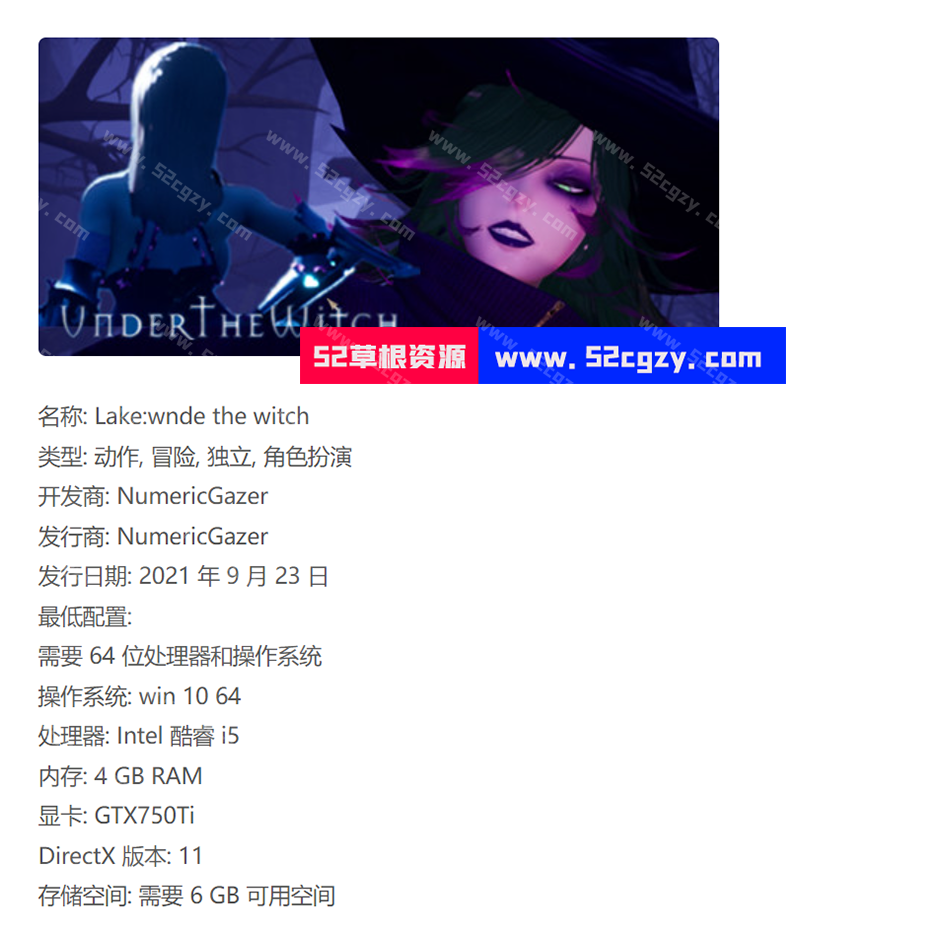 UnderTheWitch
52草根资源 www.52cgzy.com
名称: Lake:wnde the witch
类型: 动作, 冒险, 独立, 角色扮演
开发商: NumericGazer
发行商: NumericGazer
发行日期: 2021 年 9 月 23 日
最低配置:
需要 64 位处理器和操作系统
操作系统: win 10 64
处理器: Intel 酷睿 i5
内存: 4 GB RAM
显卡: GTX750Ti
DirectX 版本: 11
存储空间: 需要 6 GB 可用空间